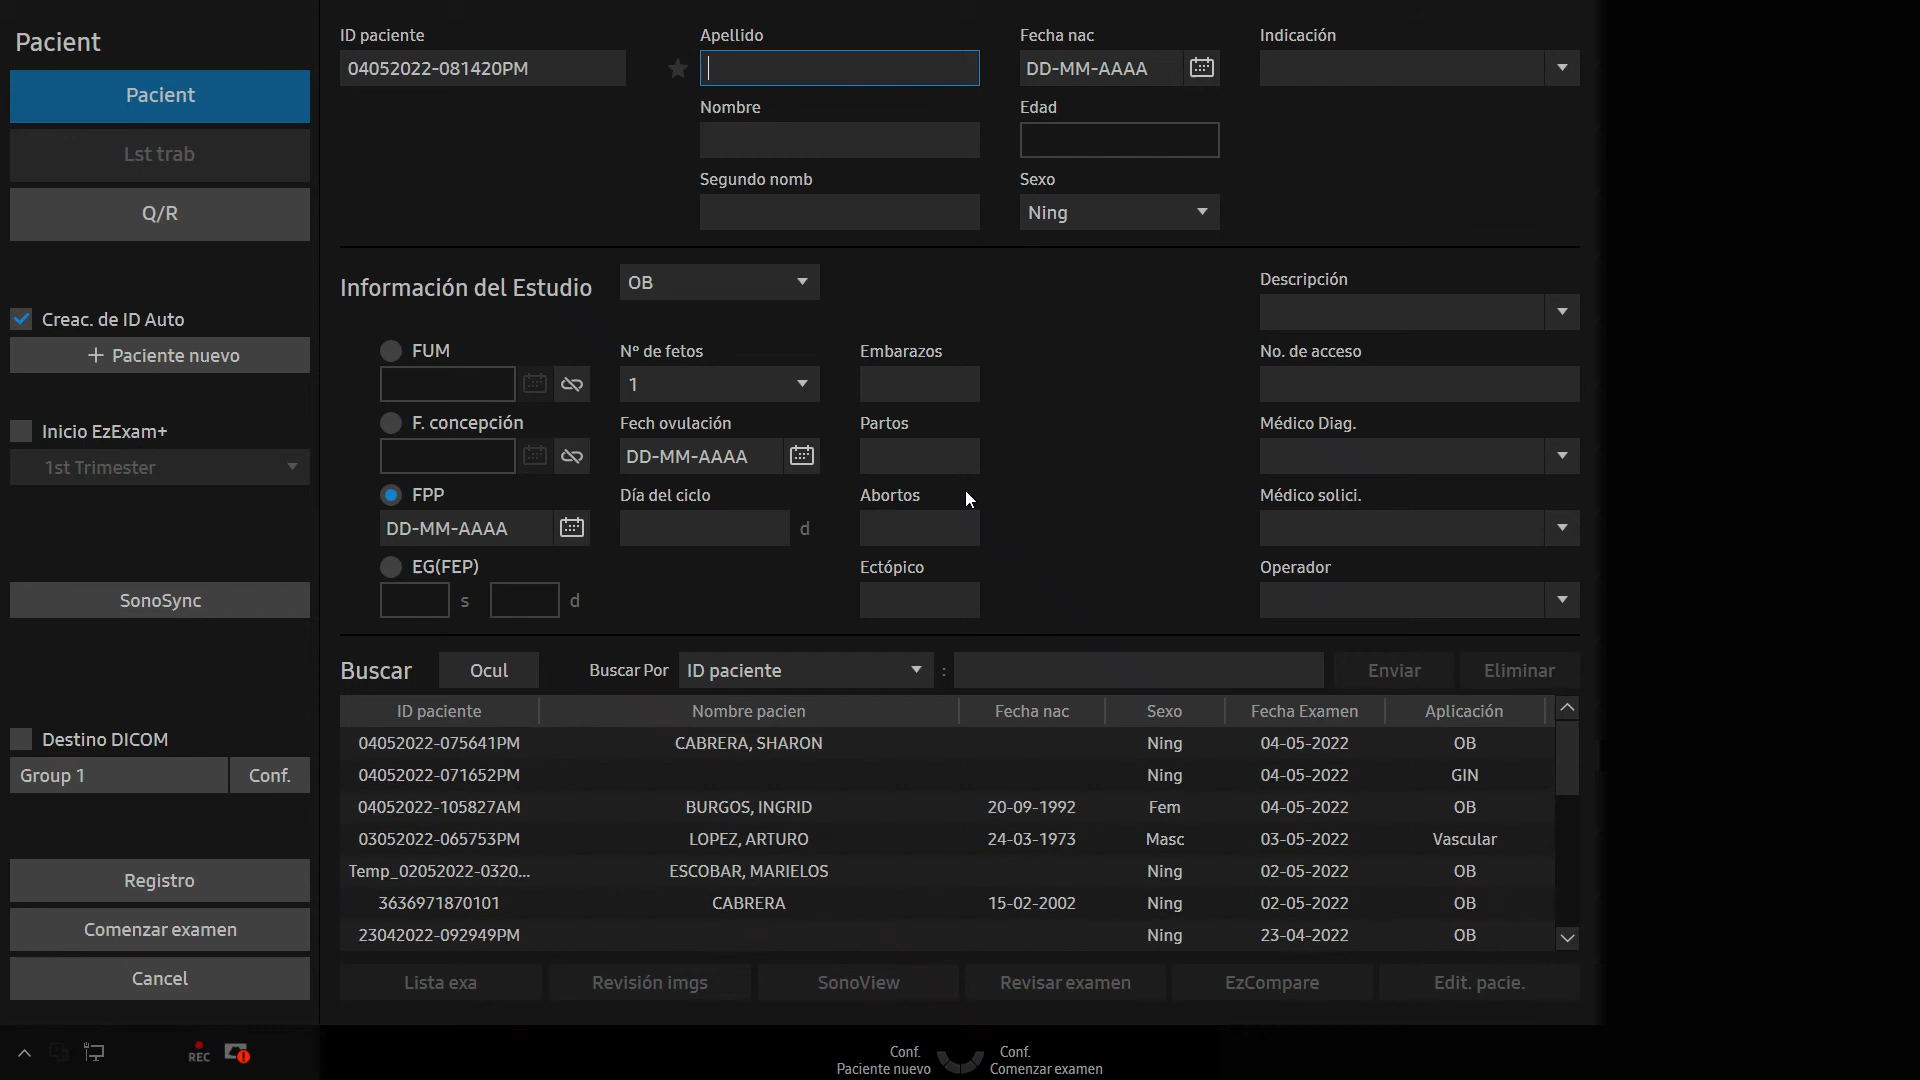 Pacient
Pacient
Lst trab
Q/R
Creac. de ID Auto
+ Paciente nuevo
Inicio EzExam+
1st Trimester
SonoSync
Destino DICOM
Group 1 Conf.
Registro
Comenzar examen
Cancel
ID paciente Apellido Fecha nac Indicación
04052022-081420PM DD-MM-AAAA
Nombre Edad
Segundo nomb Sexo
Ning
Información del Estudio OB Descripción
FUM Nº de fetos Embarazos No. de acceso
1
F. concepción Fech ovulación Partos Médico Diag.
DD-MM-AAAA
FPP Día del ciclo Abortos Médico solici.
DD-MM-AAAA d
EG(FEP) Ectópico Operador
s d
Buscar Ocul Buscar Por ID paciente : Enviar Eliminar
ID paciente Nombre pacien Fecha nac Sexo Fecha Examen Aplicación
04052022-075641PM CABRERA, SHARON Ning 04-05-2022 OB
04052022-071652PM Ning 04-05-2022 GIN
04052022-105827AM BURGOS, INGRID 20-09-1992 Fem 04-05-2022 OB
03052022-065753PM LOPEZ, ARTURO 24-03-1973 Masc 03-05-2022 Vascular
Temp_02052022-0320... ESCOBAR, MARIELOS Ning 02-05-2022 OB
3636971870101 CABRERA 15-02-2002 Ning 02-05-2022 OB
23042022-092949PM Ning 23-04-2022 OB
Lista exa Revisión imgs SonoView Revisar examen EzCompare Edit. pacie.
REC
Conf. Conf.
Paciente nuevo Comenzar examen